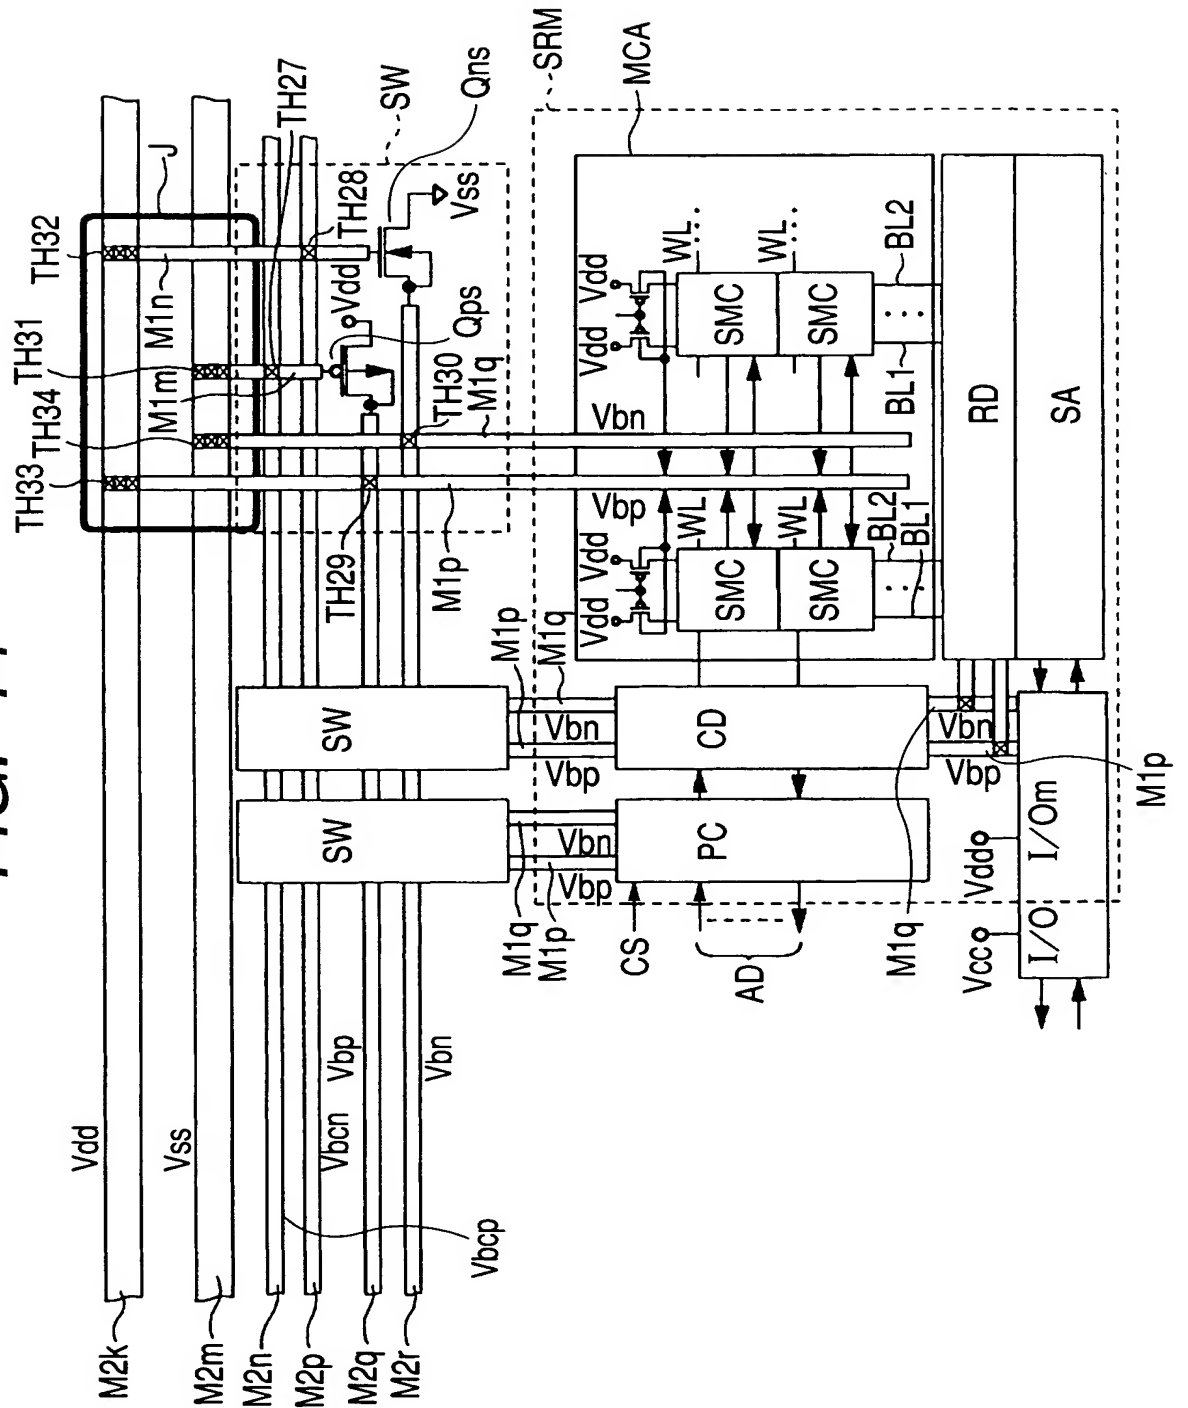 TH32
TH31
TH34
TH33
J
M1n
M1m
TH27
SW
TH28
Qns
Vss
Vdd
Qps
TH30
M1q
TH29
M1p
SRM
MCA
Vdd
Vss
Vbcn
Vbp
Vbn
Vbcp
M2k
M2m
M2n
M2p
M2q
M2r
SW
SW
M1p
M1q
Vbn
Vbp
M1q
M1p
Vbn
Vbp
Vbn
Vbp
Vdd
Vdd
Vdd
Vdd
WL
WL
WL
WL
SMC
SMC
SMC
SMC
BL1
BL2
BL2
BL1
RD
SA
CD
PC
CS
AD
M1q
Vbn
Vbp
M1p
Vcc
Vdd
I/O
I/Om